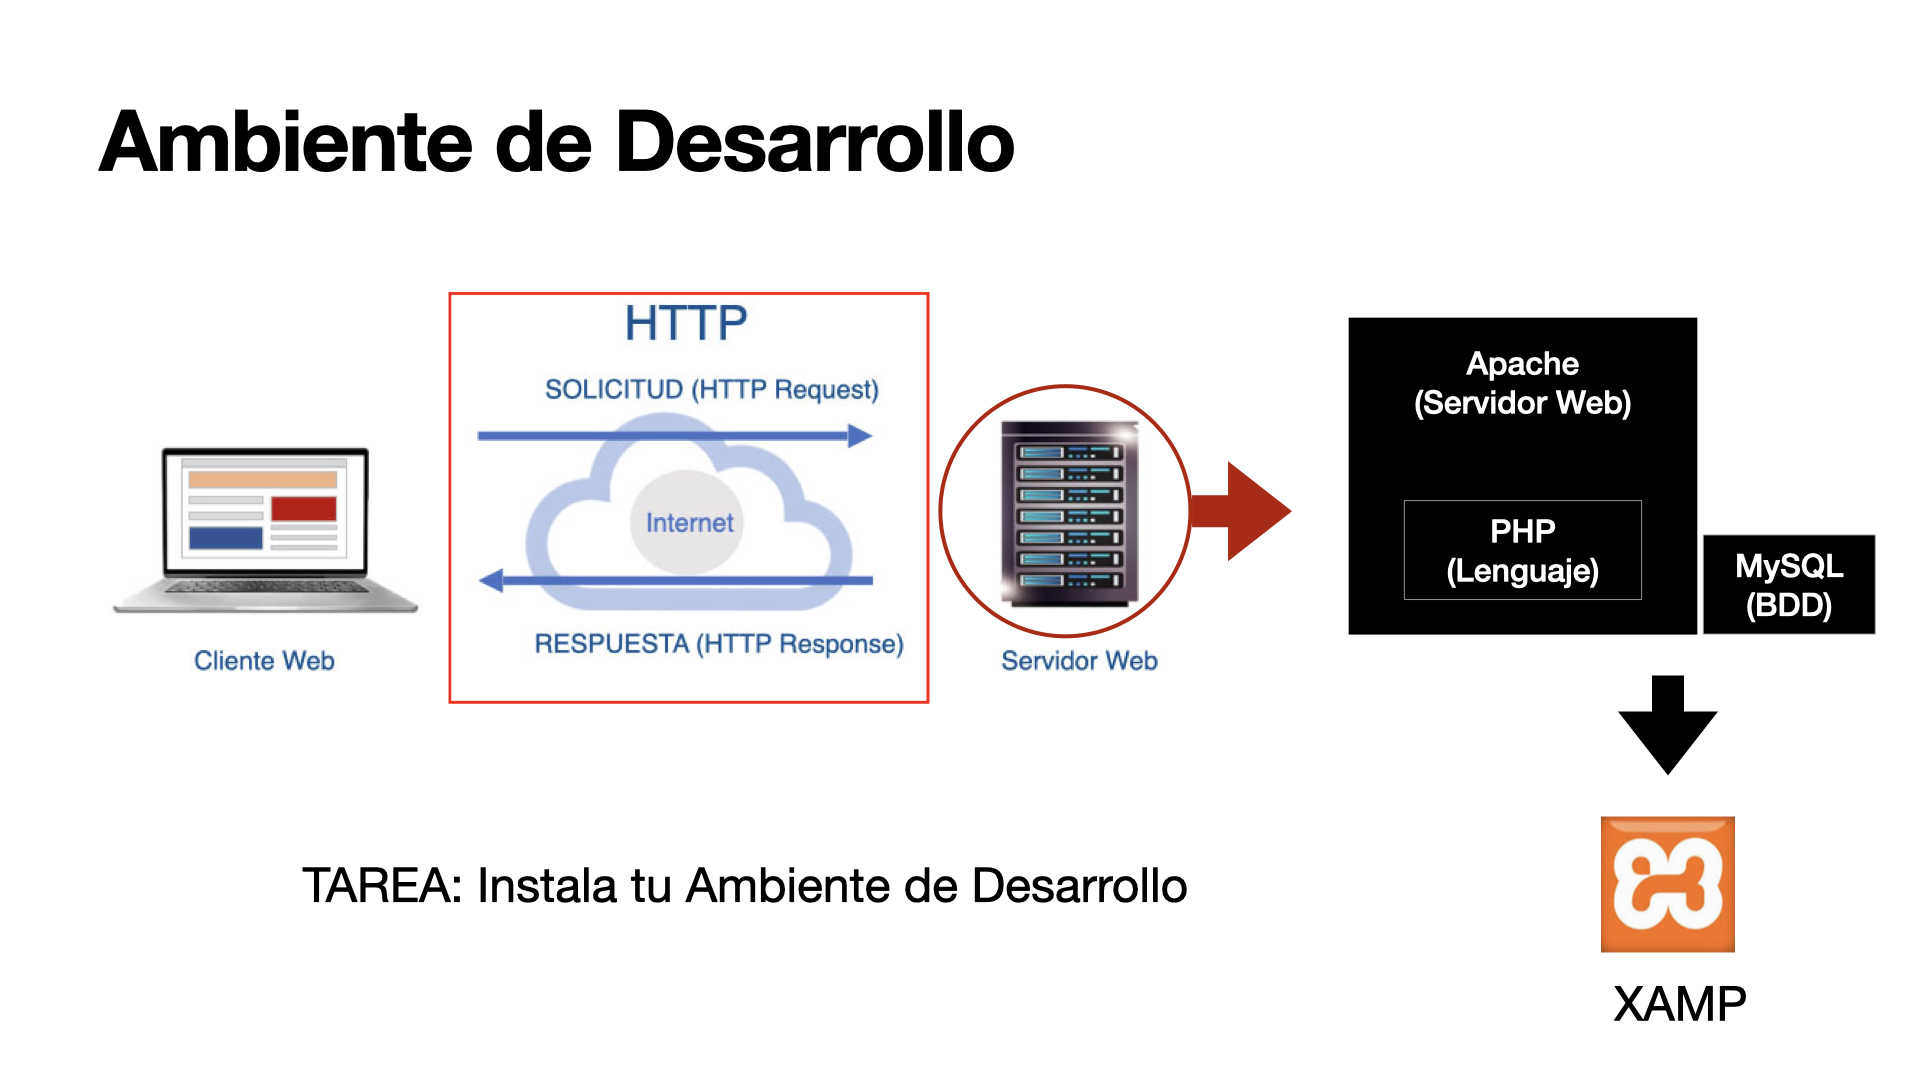 Ambiente de Desarrollo
HTTP
SOLICITUD (HTTP Request)
Internet
RESPUESTA (HTTP Response)
Cliente Web
Servidor Web
Apache
(Servidor Web)
PHP
(Lenguaje)
MySQL
(BDD)
TAREA: Instala tu Ambiente de Desarrollo
XAMP